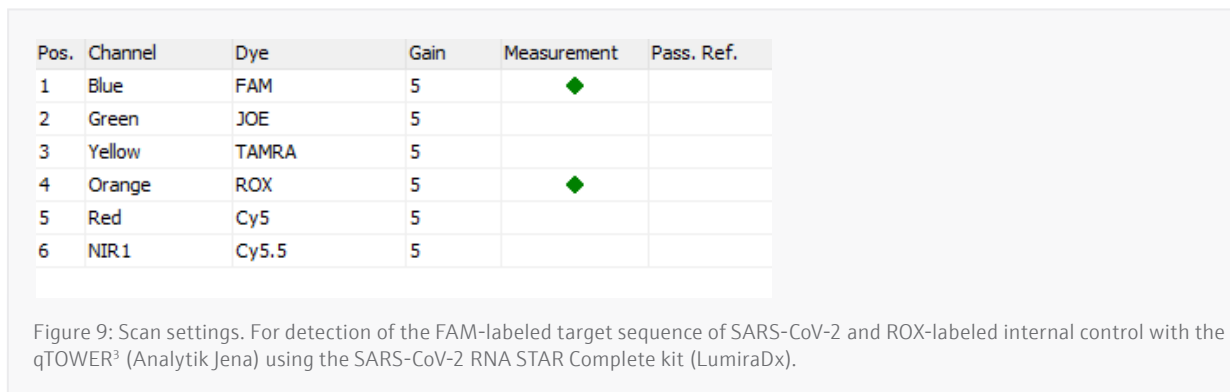 Pos. Channel Dye Gain Measurement Pass. Ref.
1 Blue FAM 5
2 Green JOE 5
3 Yellow TAMRA 5
4 Orange ROX 5
5 Red Cy5 5
6 NIR1 Cy5.5 5
Figure 9: Scan settings. For detection of the FAM-labeled target sequence of SARS-CoV-2 and ROX-labeled internal control with the
qTOWER³ (Analytik Jena) using the SARS-CoV-2 RNA STAR Complete kit (LumiraDx).